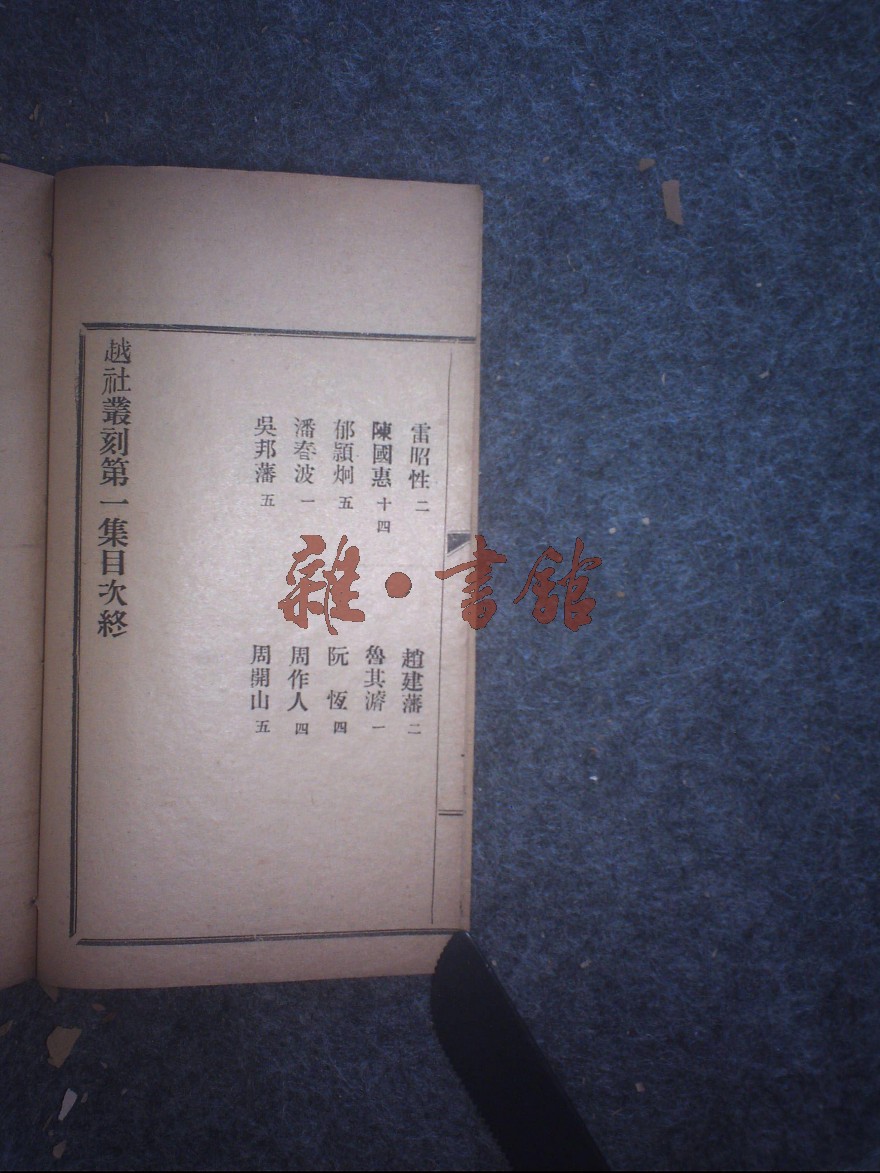 雷昭性 二
趙建藩 二
陳國惠 十四
魯其濬 一
郁頴炯 五
阮恆 四
潘春波 一
周作人 四
吳邦藩 五
周開山 五
越社叢刻第一集目次終
雜·書館